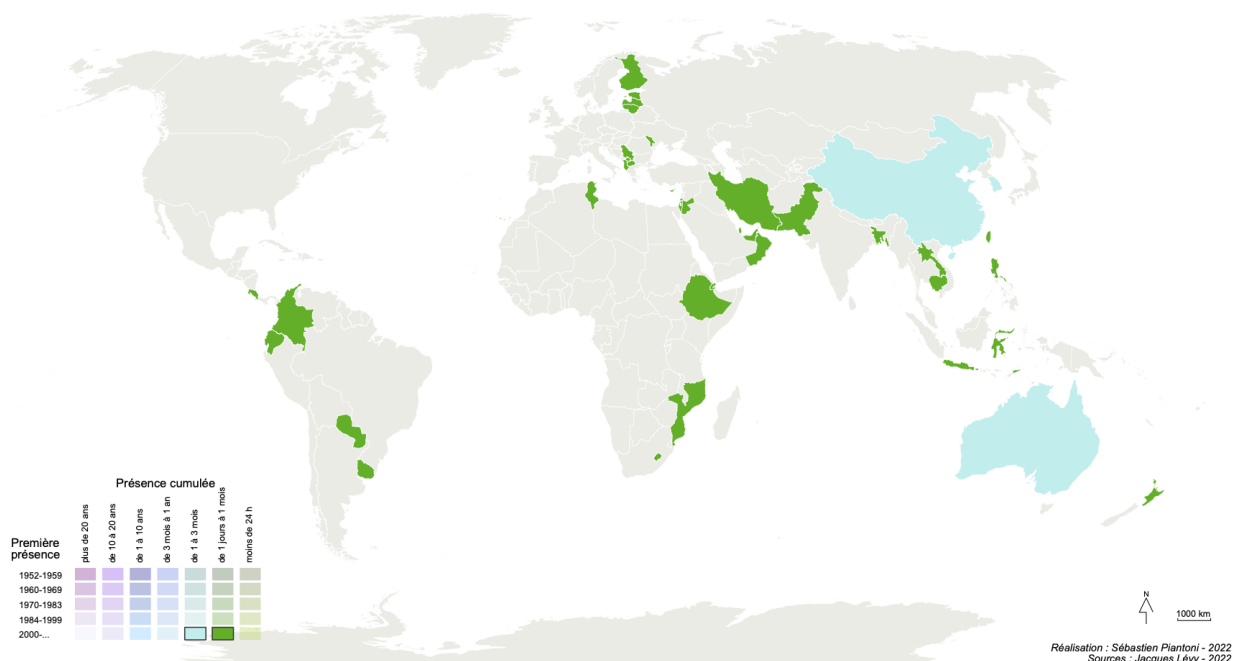 Présence cumulée
Première
présence
plus de 20 ans
de 10 à 20 ans
de 1 à 10 ans
de 3 mois à 1 an
de 1 à 3 mois
de 1 jours à 1 mois
moins de 24 h
1952-1959
1960-1969
1970-1983
1984-1999
2000-...
N
1000 km
Réalisation : Sébastien Piantoni - 2022
Sources : Jacques Lévy - 2022